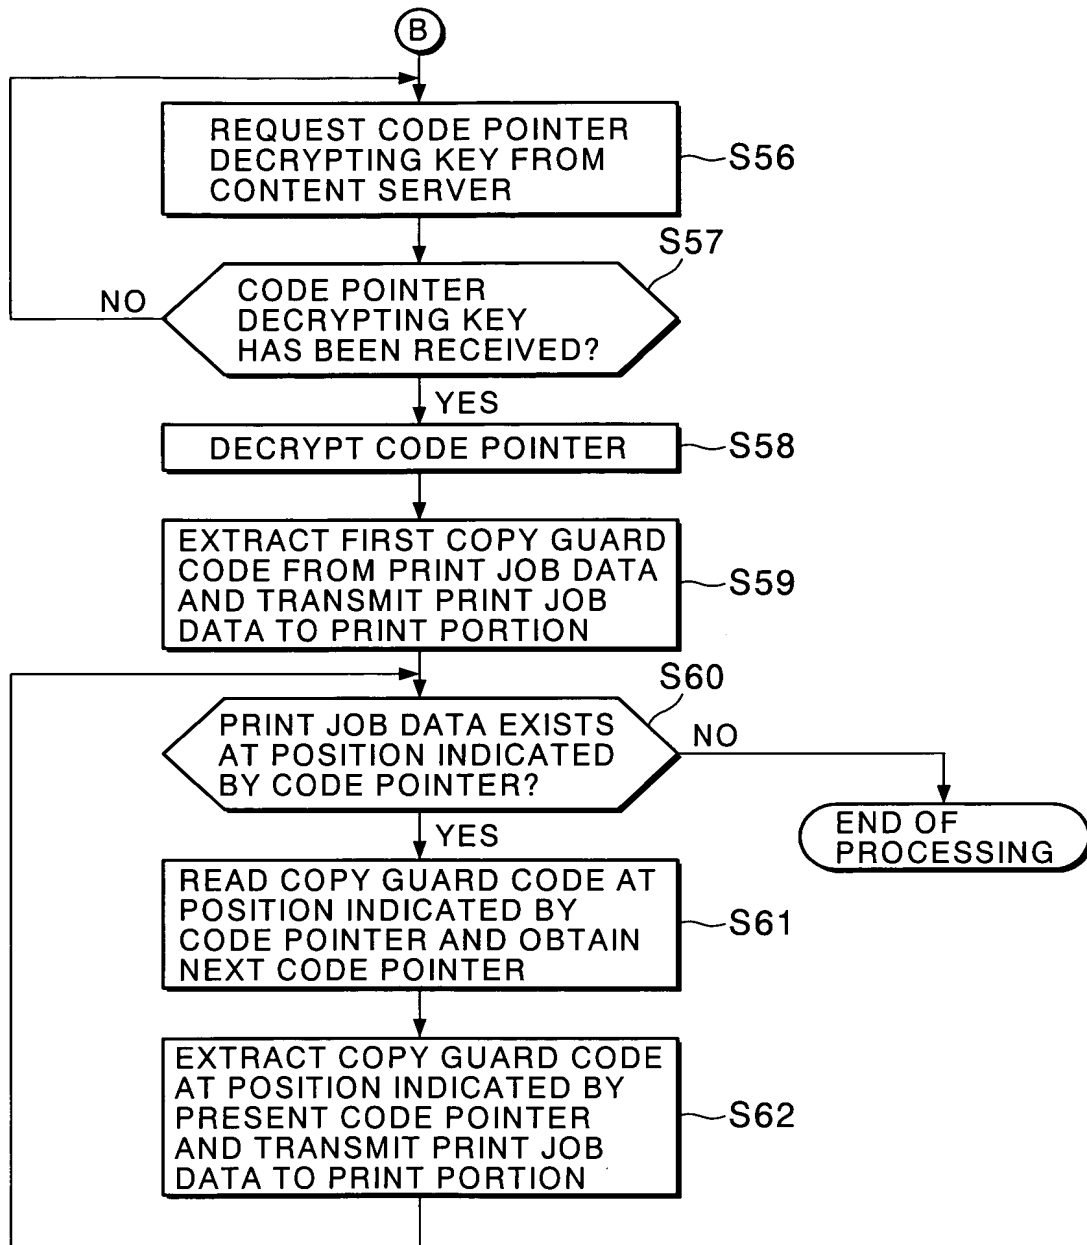 B
REQUEST CODE POINTER
DECRYPTING KEY FROM
CONTENT SERVER
S56
S57
CODE POINTER
DECRYPTING KEY
HAS BEEN RECEIVED?
NO
YES
DECRYPT CODE POINTER
S58
EXTRACT FIRST COPY GUARD
CODE FROM PRINT JOB DATA
AND TRANSMIT PRINT JOB
DATA TO PRINT PORTION
S59
S60
PRINT JOB DATA EXISTS
AT POSITION INDICATED
BY CODE POINTER?
NO
YES
END OF
PROCESSING
READ COPY GUARD CODE AT
POSITION INDICATED BY
CODE POINTER AND OBTAIN
NEXT CODE POINTER
S61
EXTRACT COPY GUARD CODE
AT POSITION INDICATED BY
PRESENT CODE POINTER
AND TRANSMIT PRINT JOB
DATA TO PRINT PORTION
S62